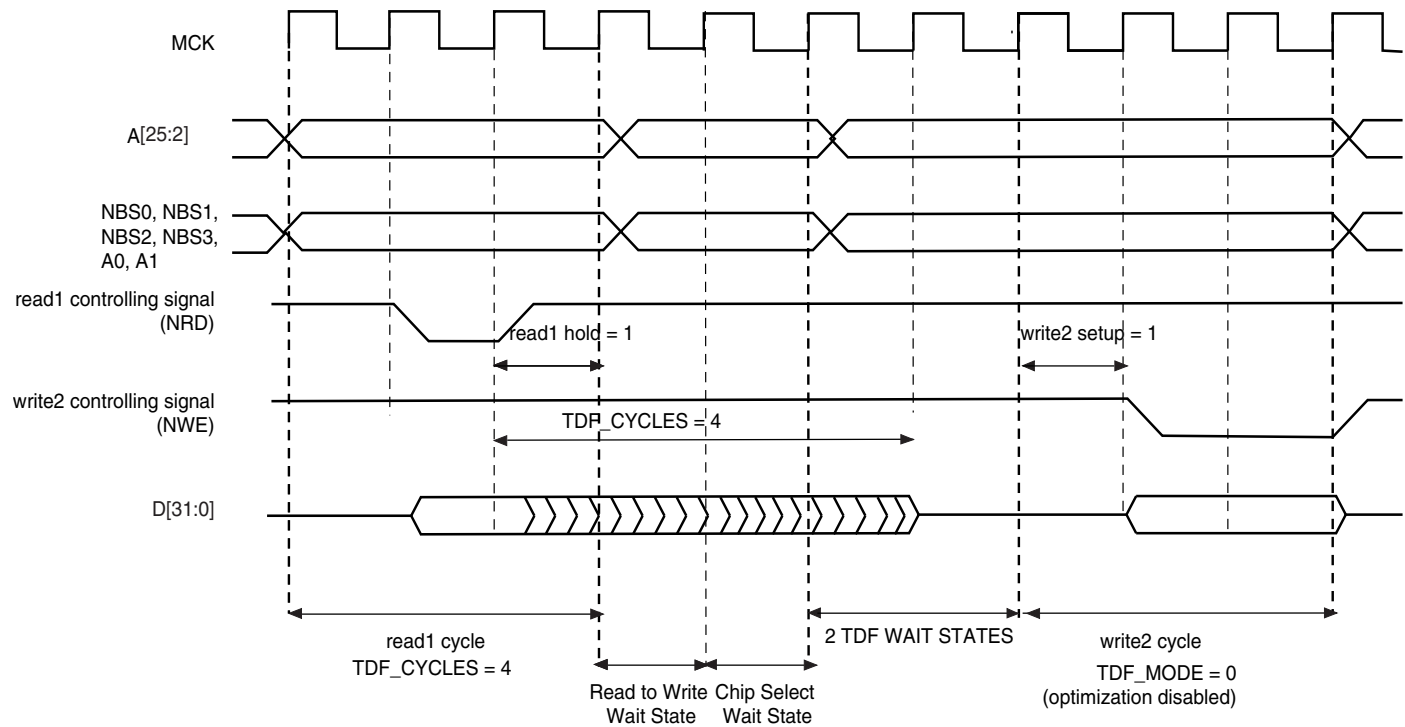 MCK
A[25:2]
NBS0, NBS1,
NBS2, NBS3,
A0, A1
read1 controlling signal
(NRD)
read1 hold = 1
write2 setup = 1
write2 controlling signal
(NWE)
TDF_CYCLES = 4
D[31:0]
read1 cycle
TDF_CYCLES = 4
2 TDF WAIT STATES
write2 cycle
TDF_MODE = 0
(optimization disabled)
Read to Write
Wait State
Chip Select
Wait State